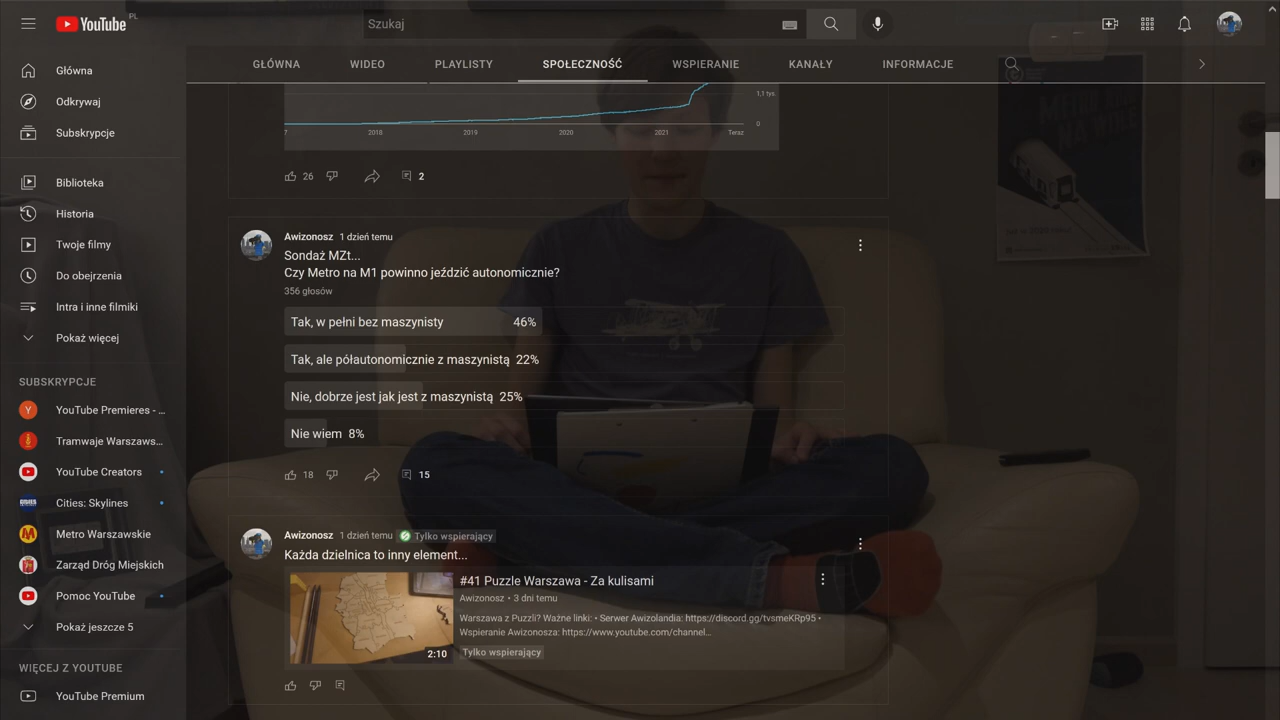 YouTube PL
Szukaj
GŁÓWNA WIDEO PLAYLISTY SPOŁECZNOŚĆ WSPIERANIE KANAŁY INFORMACJE
Główna
Odkrywaj
Subskrypcje
Biblioteka
Historia
Twoje filmy
Do obejrzenia
Intra i inne filmiki
Pokaż więcej
SUBSKRYPCJE
YouTube Premieres - ...
Tramwaje Warszaws...
YouTube Creators
Cities: Skylines
Metro Warszawskie
Zarząd Dróg Miejskich
Pomoc YouTube
Pokaż jeszcze 5
WIĘCEJ Z YOUTUBE
YouTube Premium
1,1 tys.
0
7 2018 2019 2020 2021 Teraz
26 2
Awizonosz 1 dzień temu
Sondaż MZt...
Czy Metro na M1 powinno jeździć autonomicznie?
356 głosów
Tak, w pełni bez maszynisty 46%
Tak, ale półautonomicznie z maszynistą 22%
Nie, dobrze jest jak jest z maszynistą 25%
Nie wiem 8%
18 15
Awizonosz 1 dzień temu Tylko wspierający
Każda dzielnica to inny element...
#41 Puzzle Warszawa - Za kulisami
Awizonosz • 3 dni temu
Warszawa z Puzzli? Ważne linki: • Serwer Awizolandia: https://discord.gg/tvsmeKRp95 •
Wspieranie Awizonosza: https://www.youtube.com/channel...
Tylko wspierający
2:10